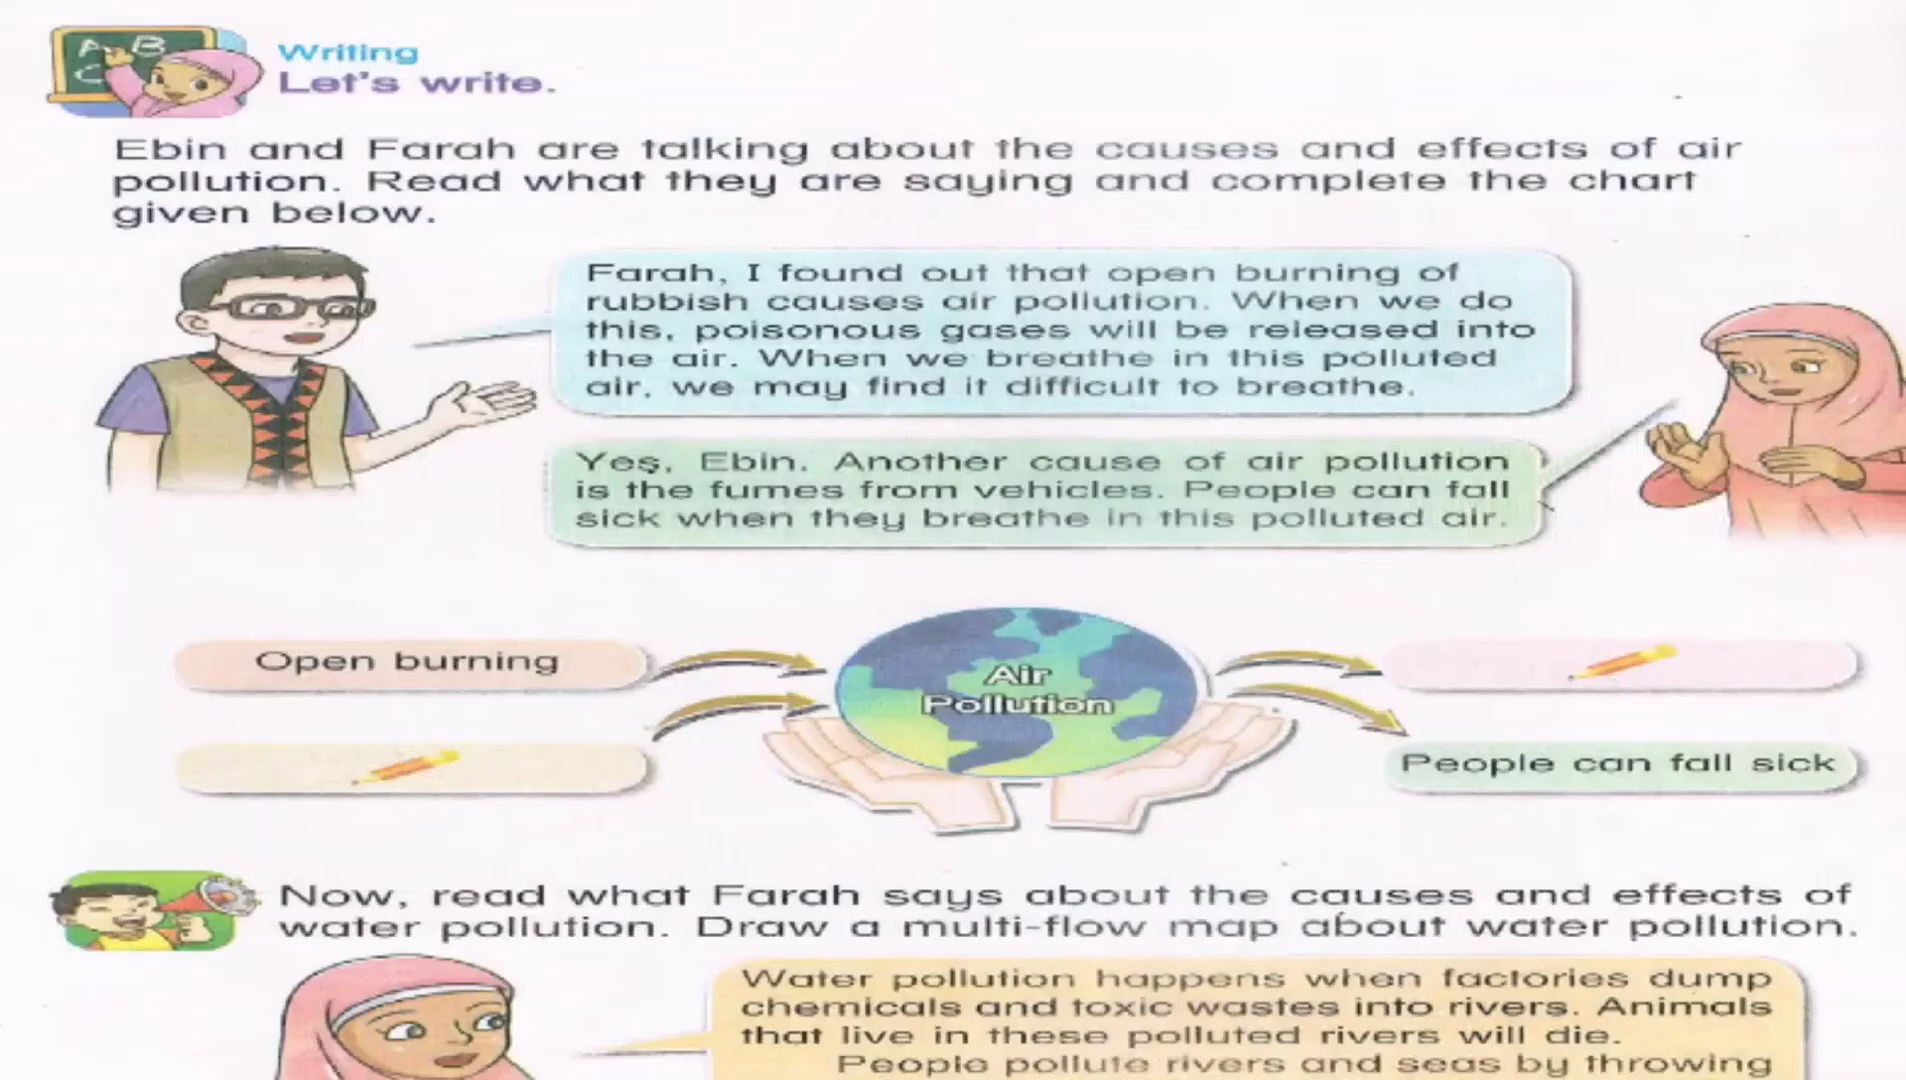 A B
C
Writing
Let's write.
Ebin and Farah are talking about the causes and effects of air
pollution. Read what they are saying and complete the chart
given below.
Farah, I found out that open burning of
rubbish causes air pollution. When we do
this, poisonous gases will be released into
the air. When we breathe in this polluted
air, we may find it difficult to breathe.
Yes, Ebin. Another cause of air pollution
is the fumes from vehicles. People can fall
sick when they breathe in this polluted air.
Open burning
Air
Pollution
People can fall sick
Now, read what Farah says about the causes and effects of
water pollution. Draw a multi-flow map about water pollution.
Water pollution happens when factories dump
chemicals and toxic wastes into rivers. Animals
that live in these polluted rivers will die.
People pollute rivers and seas by throwing